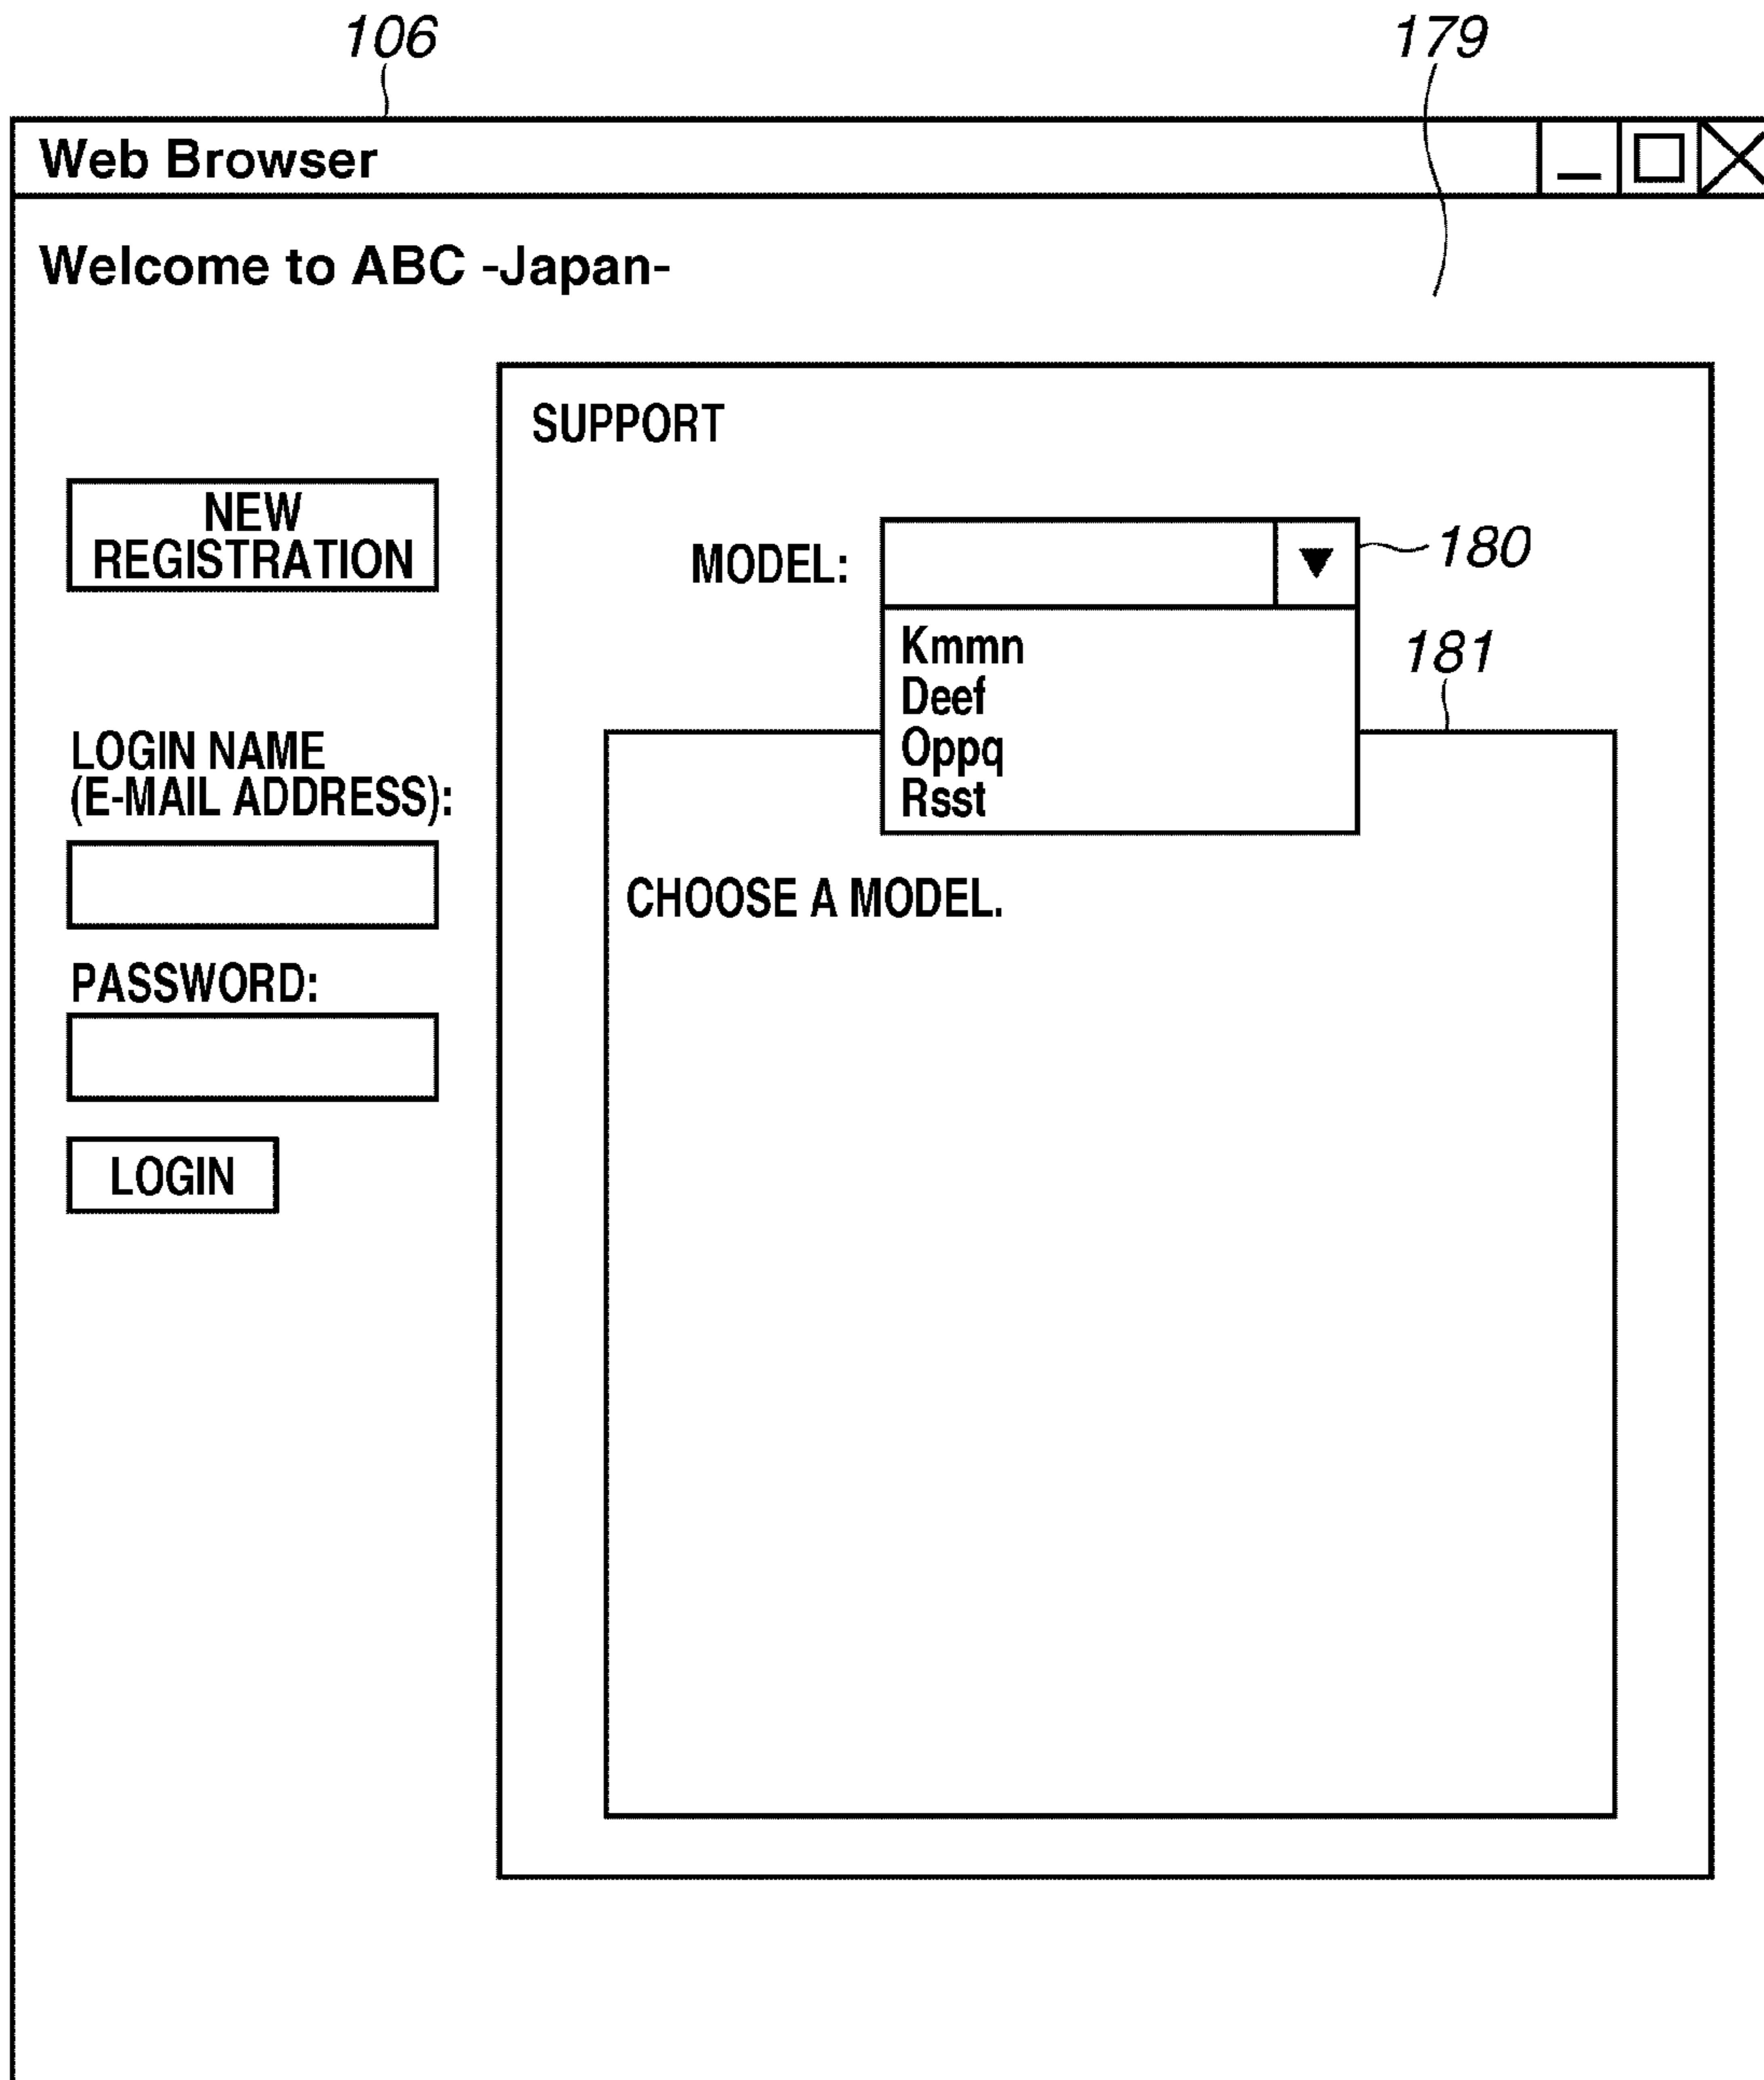 106
179
Web Browser
Welcome to ABC -Japan-
NEW
REGISTRATION
LOGIN NAME
(E-MAIL ADDRESS):
PASSWORD:
LOGIN
SUPPORT
MODEL:
180
Kmmn
Deef
Oppq
Rsst
181
CHOOSE A MODEL.